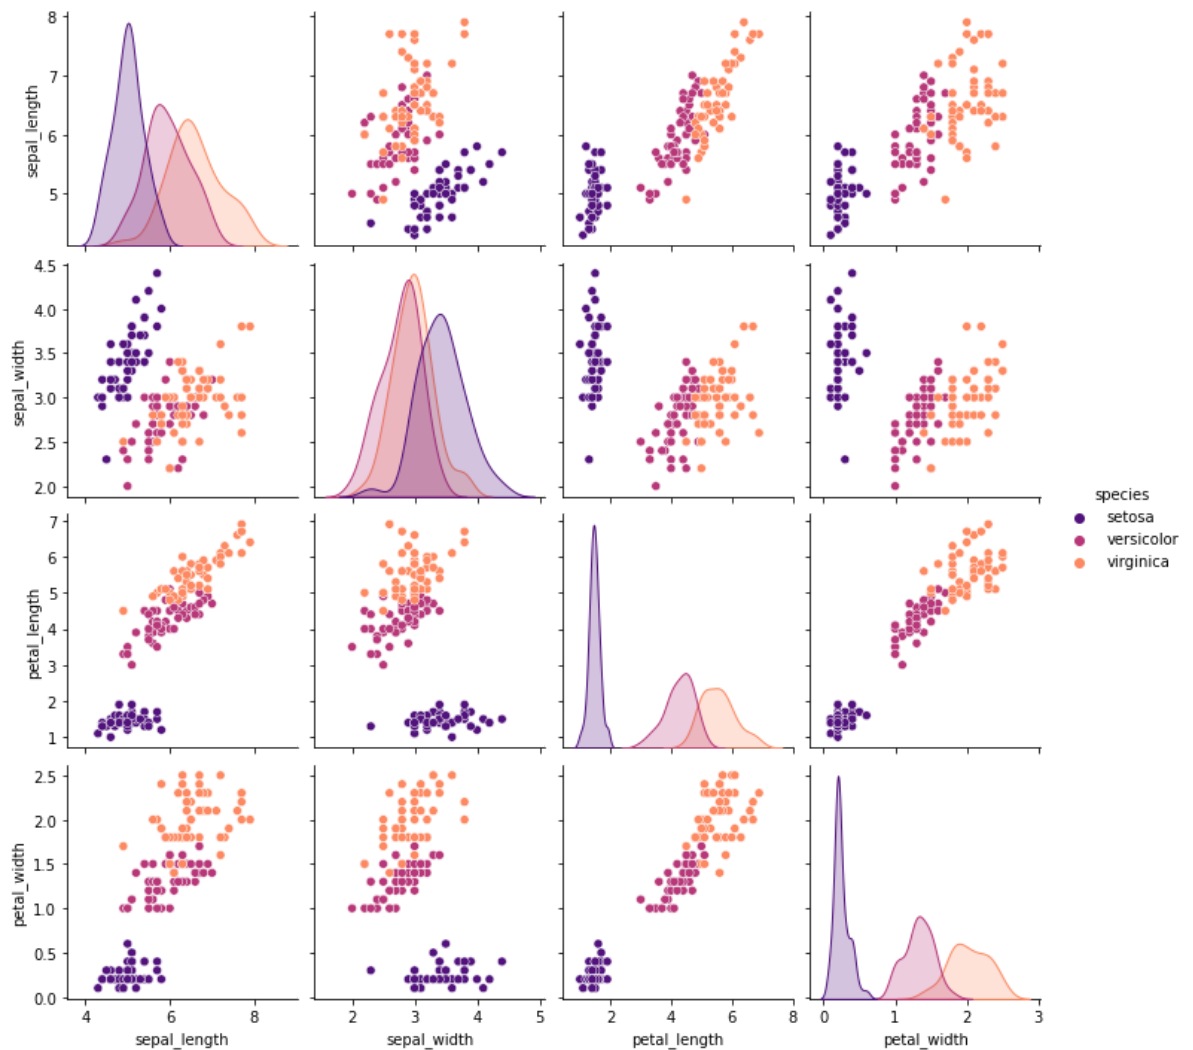 8
7
6
5
sepal_length
4.5
4.0
3.5
3.0
2.5
2.0
sepal_width
species
setosa
versicolor
virginica
7
6
5
4
3
2
1
petal_length
2.5
2.0
1.5
1.0
0.5
0.0
petal_width
4 6 8 2 3 4 5 2 4 6 8 0 1 2 3
sepal_length sepal_width petal_length petal_width